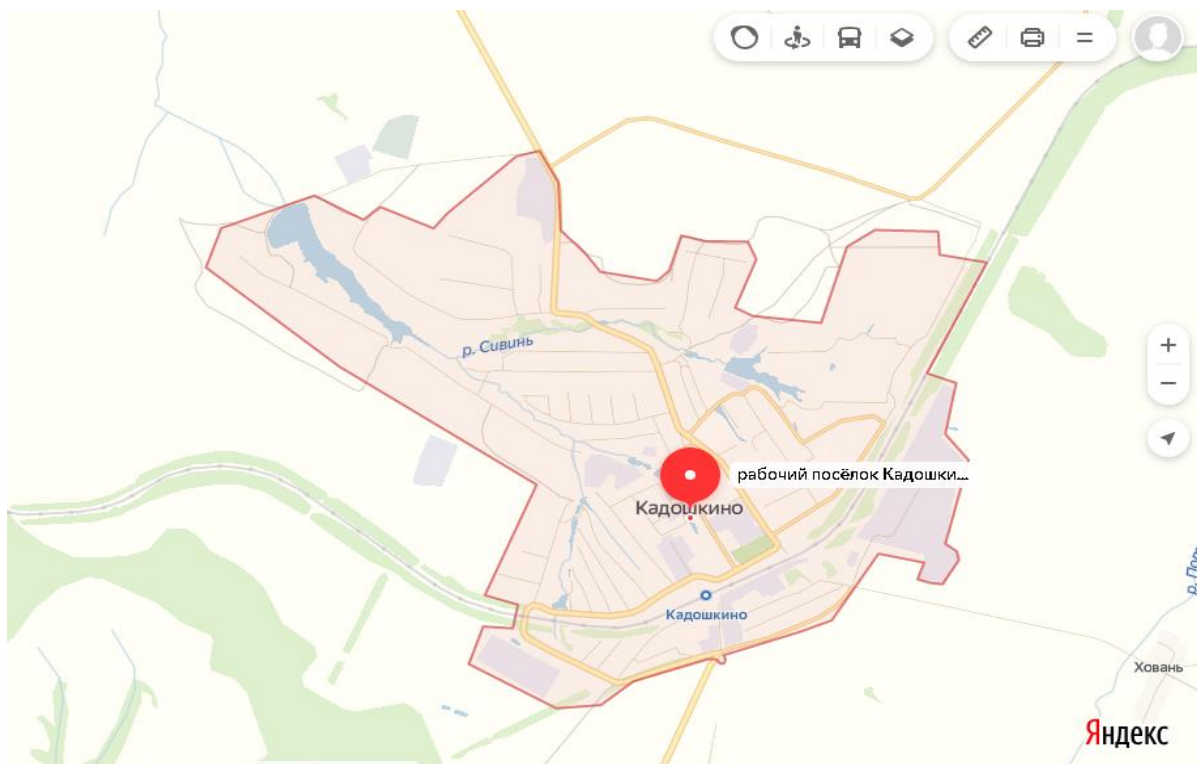 р. Сивинь
рабочий посёлок Кадошки...
Кадошкино
Кадошкино
Ховань
Яндекс